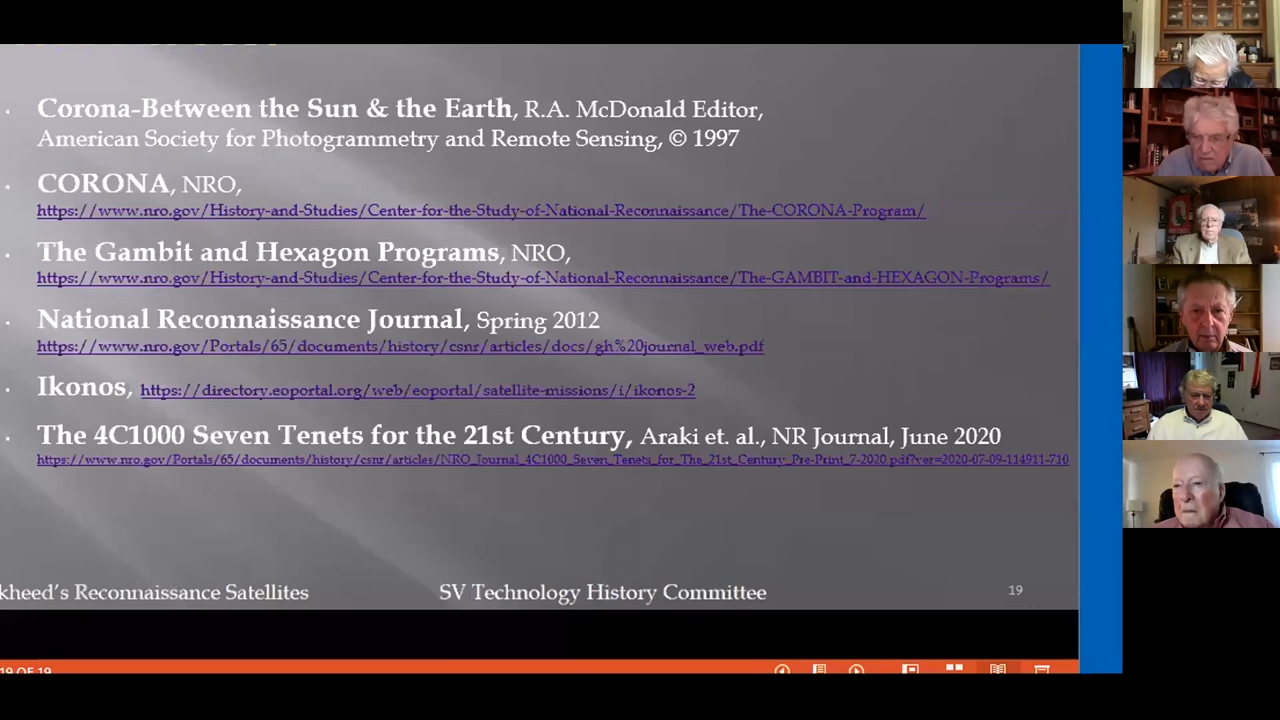 Corona-Between the Sun & the Earth, R.A. McDonald Editor,
American Society for Photogrammetry and Remote Sensing, © 1997
CORONA, NRO,
https://www.nro.gov/History-and-Studies/Center-for-the-Study-of-National-Reconnaissance/The-CORONA-Program/
The Gambit and Hexagon Programs, NRO,
https://www.nro.gov/History-and-Studies/Center-for-the-Study-of-National-Reconnaissance/The-GAMBIT-and-HEXAGON-Programs/
National Reconnaissance Journal, Spring 2012
https://www.nro.gov/Portals/65/documents/history/csnr/articles/docs/gh%20journal_web.pdf
Ikonos, https://directory.eoportal.org/web/eoportal/satellite-missions/i/ikonos-2
The 4C1000 Seven Tenets for the 21st Century, Araki et. al., NR Journal, June 2020
https://www.nro.gov/Portals/65/documents/history/csnr/articles/NRO_Journal_4C1000_Seven_Tenets_for_The_21st_Century_Pre-Print_7-2020.pdf?ver=2020-07-09-114911-710
kheed's Reconnaissance Satellites SV Technology History Committee 19
19 OF 19